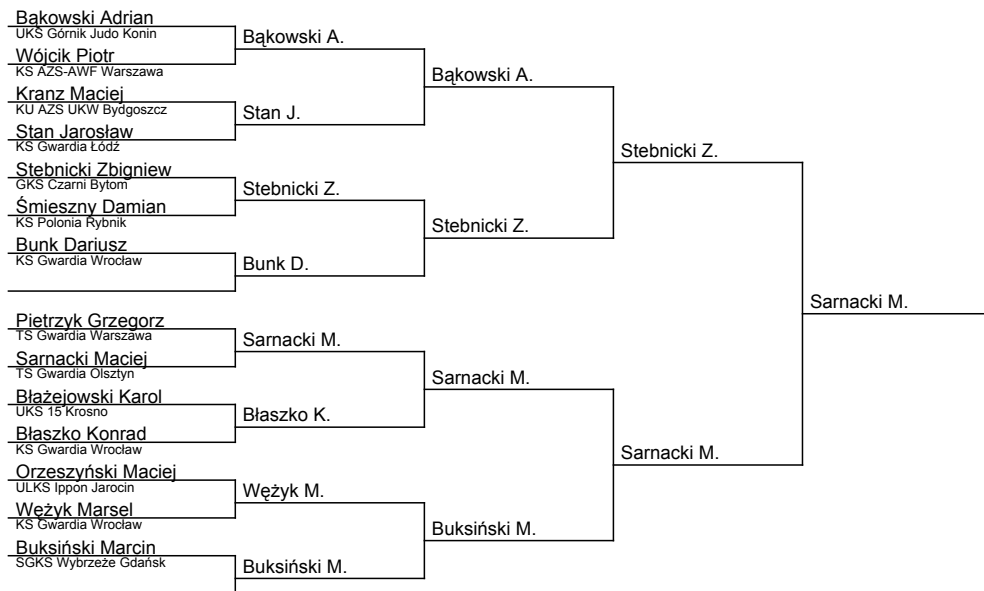 Bąkowski Adrian
UKS Górnik Judo Konin
Wójcik Piotr
KS AZS-AWF Warszawa
Kranz Maciej
KU AZS UKW Bydgoszcz
Stan Jarosław
KS Gwardia Łódź
Stebnicki Zbigniew
GKS Czarni Bytom
Śmieszny Damian
KS Polonia Rybnik
Bunk Dariusz
KS Gwardia Wrocław
Pietrzyk Grzegorz
TS Gwardia Warszawa
Sarnacki Maciej
TS Gwardia Olsztyn
Błażejowski Karol
UKS 15 Krosno
Błaszko Konrad
KS Gwardia Wrocław
Orzeszyński Maciej
ULKS Ippon Jarocin
Wężyk Marsel
KS Gwardia Wrocław
Buksiński Marcin
SGKS Wybrzeże Gdańsk
Bąkowski A.
Stan J.
Stebnicki Z.
Bunk D.
Sarnacki M.
Błaszko K.
Wężyk M.
Buksiński M.
Bąkowski A.
Stebnicki Z.
Sarnacki M.
Buksiński M.
Stebnicki Z.
Sarnacki M.
Sarnacki M.